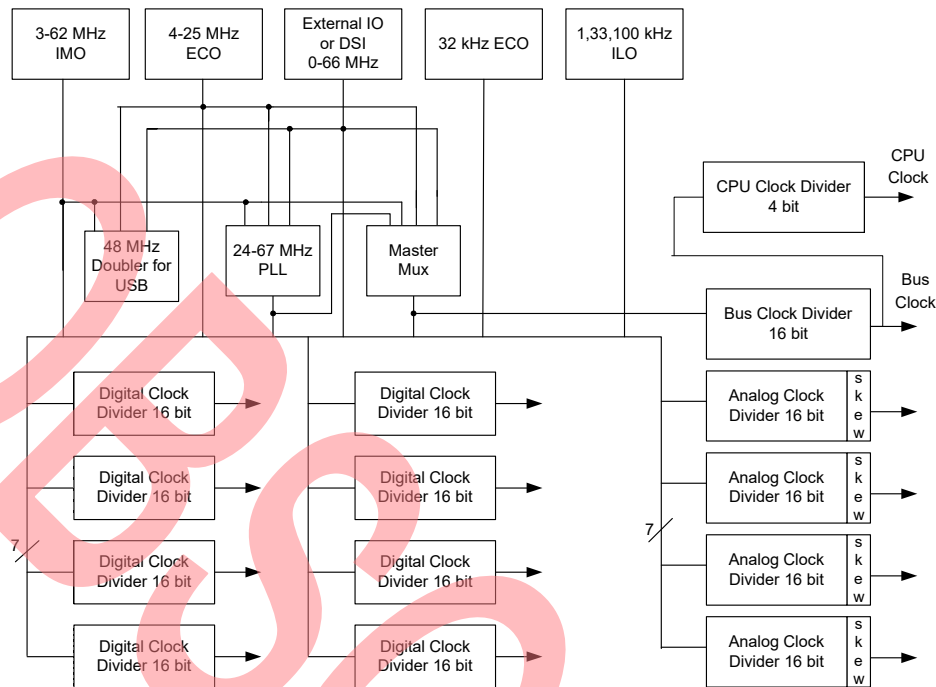 3-62 MHz
IMO
4-25 MHz
ECO
External IO
or DSI
0-66 MHz
32 kHz ECO
1,33,100 kHz
ILO
48 MHz
Doubler for
USB
24-67 MHz
PLL
Master
Mux
CPU Clock Divider
4 bit
CPU
Clock
Bus Clock Divider
16 bit
Bus
Clock
Digital Clock
Divider 16 bit
Digital Clock
Divider 16 bit
Analog Clock
Divider 16 bit
s
k
e
w
Digital Clock
Divider 16 bit
Digital Clock
Divider 16 bit
Analog Clock
Divider 16 bit
s
k
e
w
7
7
Digital Clock
Divider 16 bit
Digital Clock
Divider 16 bit
Analog Clock
Divider 16 bit
s
k
e
w
Digital Clock
Divider 16 bit
Digital Clock
Divider 16 bit
Analog Clock
Divider 16 bit
s
k
e
w